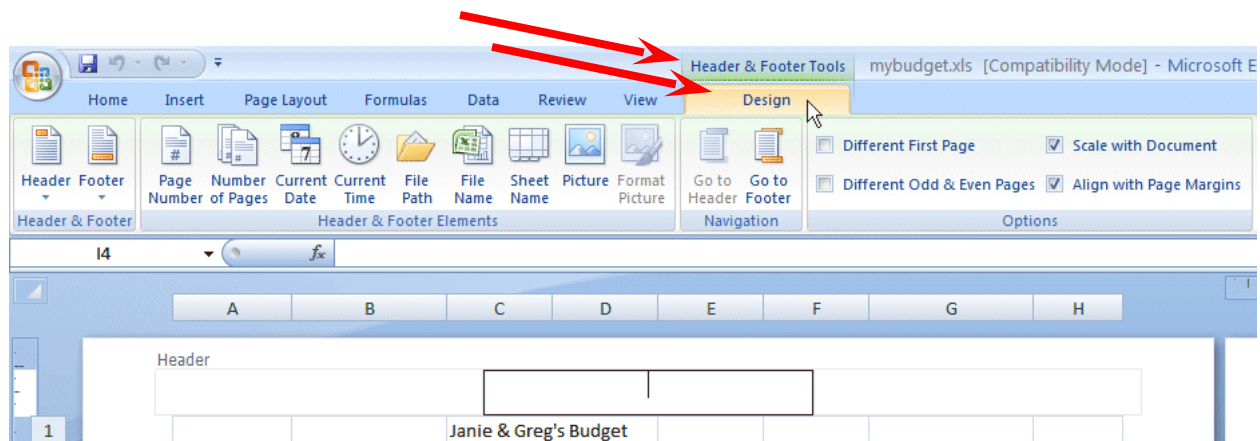 Header & Footer Tools mybudget.xls [Compatibility Mode] - Microsoft E
Home Insert Page Layout Formulas Data Review View Design
Header Footer
Header & Footer
Page Number
Number of Pages
Current Date
Current Time
File Path
File Name
Sheet Name
Picture
Format Picture
Header & Footer Elements
Go to Header
Go to Footer
Navigation
Different First Page
Different Odd & Even Pages
Scale with Document
Align with Page Margins
Options
I4 fx
A B C D E F G H
Header
1 Janie & Greg's Budget